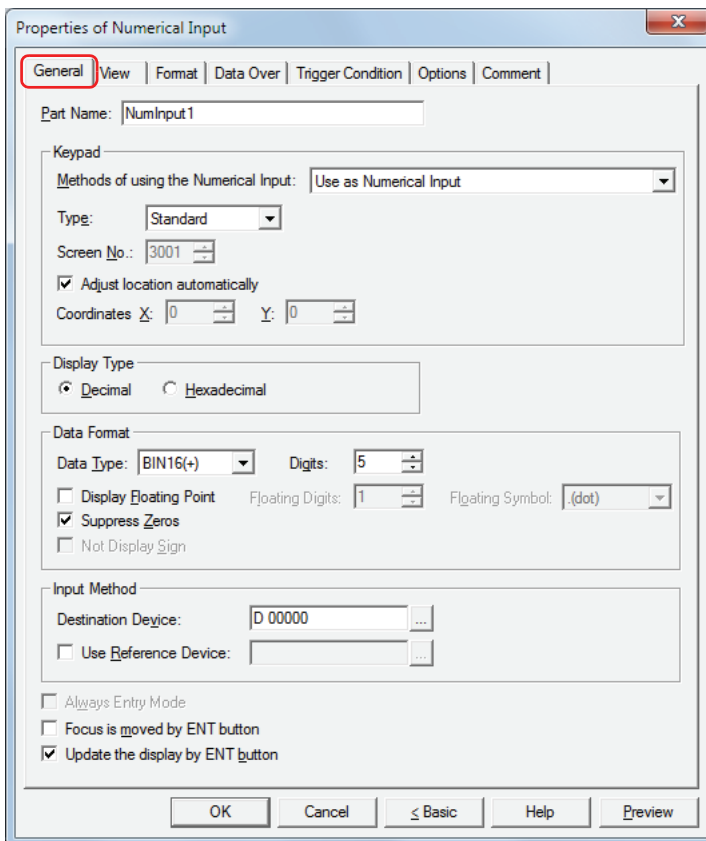 Properties of Numerical Input
General View Format Data Over Trigger Condition Options Comment
Part Name: NumInput1
Keypad
Methods of using the Numerical Input: Use as Numerical Input
Type: Standard
Screen No.: 3001
Adjust location automatically
Coordinates X: 0 Y: 0
Display Type
Decimal Hexadecimal
Data Format
Data Type: BIN16(+) Digits: 5
Display Floating Point Floating Digits: 1 Floating Symbol: .(dot)
Suppress Zeros
Not Display Sign
Input Method
Destination Device: D 00000 ...
Use Reference Device: ...
Always Entry Mode
Focus is moved by ENT button
Update the display by ENT button
OK Cancel < Basic Help Preview